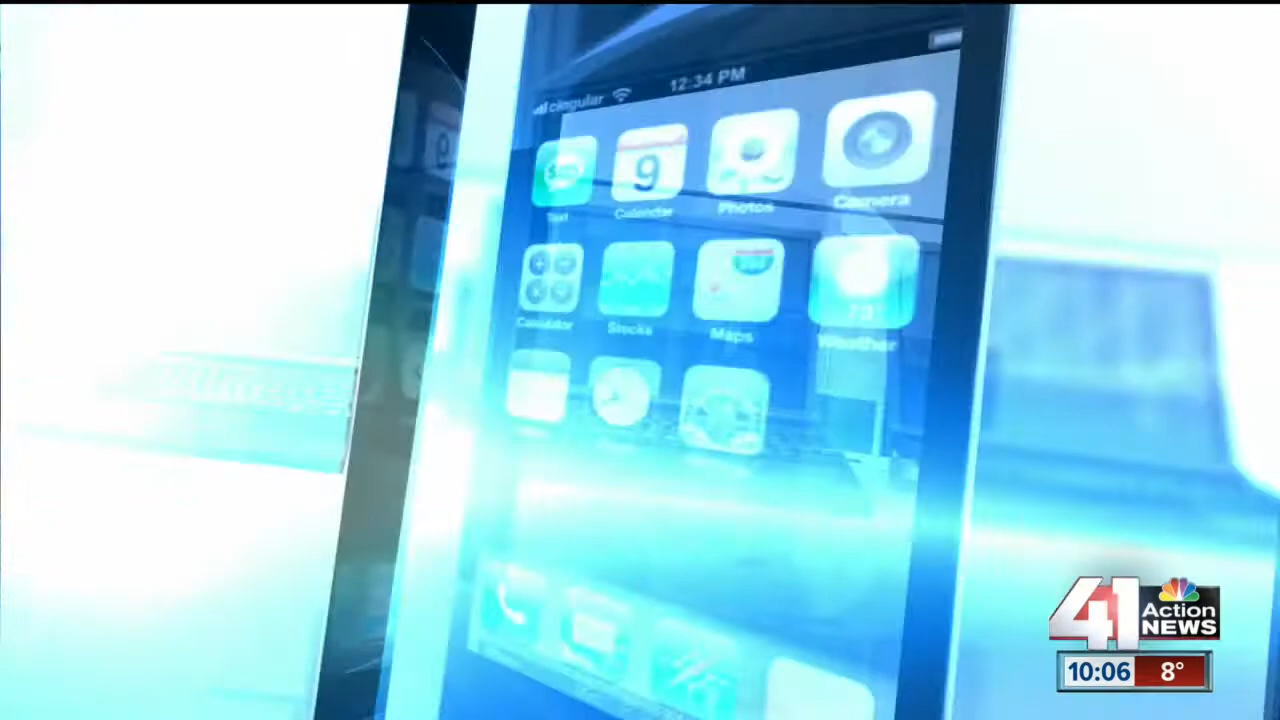 cingular 12:34 PM
Text 9 Calendar Photos Camera
Calculator Stocks Maps 73° Weather
41 Action NEWS
10:06 8°